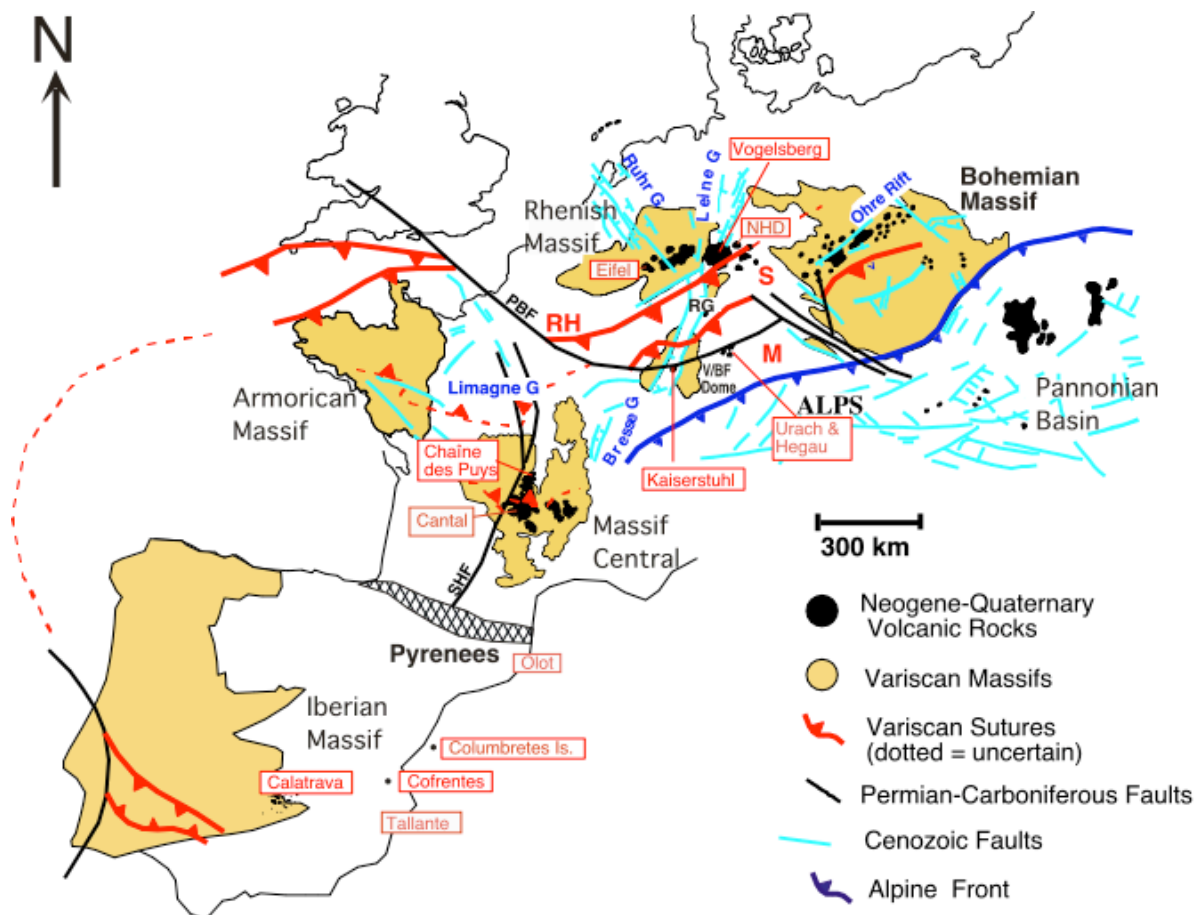 N
Vogelsberg
Ruhr G
Leine G
Bohemian
Massif
Ohre Rift
Rhenish
Massif
NHD
Eifel
S
PBF
RH
RG
M
V/BF
Dome
Limagne G
Armorican
Massif
Bresse G
ALPS
Urach &
Hegau
Pannonian
Basin
Chaîne
des Puys
Kaiserstuhl
Cantal
Massif
Central
SHF
300 km
Neogene-Quaternary
Volcanic Rocks
Pyrenees
Olot
Variscan Massifs
Iberian
Massif
Variscan Sutures
(dotted = uncertain)
Columbretes Is.
Calatrava
Cofrentes
Permian-Carboniferous Faults
Tallante
Cenozoic Faults
Alpine Front